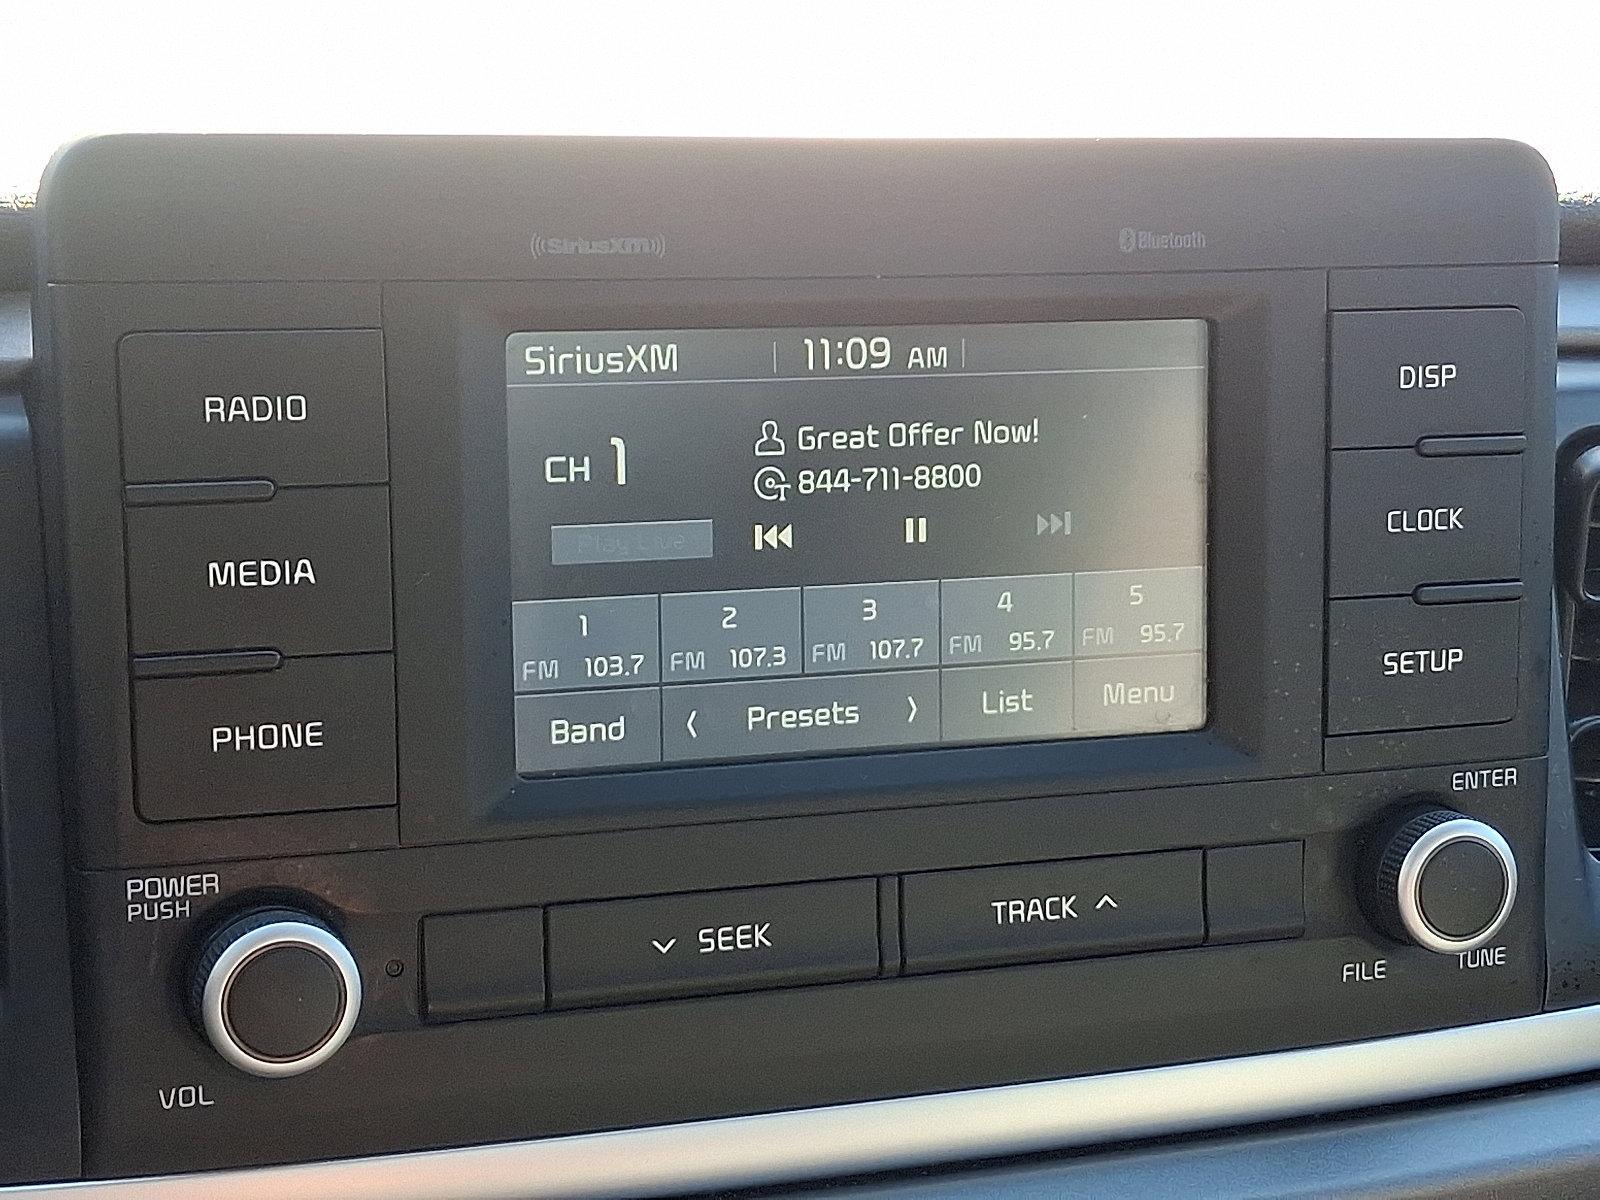 SiriusXM
Bluetooth
SiriusXM 11:09 AM
RADIO
MEDIA
PHONE
CH 1
Great Offer Now!
844-711-8800
Play Live
1 2 3 4 5
FM 103.7 FM 107.3 FM 107.7 FM 95.7 FM 95.7
Band Presets List Menu
DISP
CLOCK
SETUP
POWER
PUSH
VOL
SEEK
TRACK
ENTER
FILE
TUNE